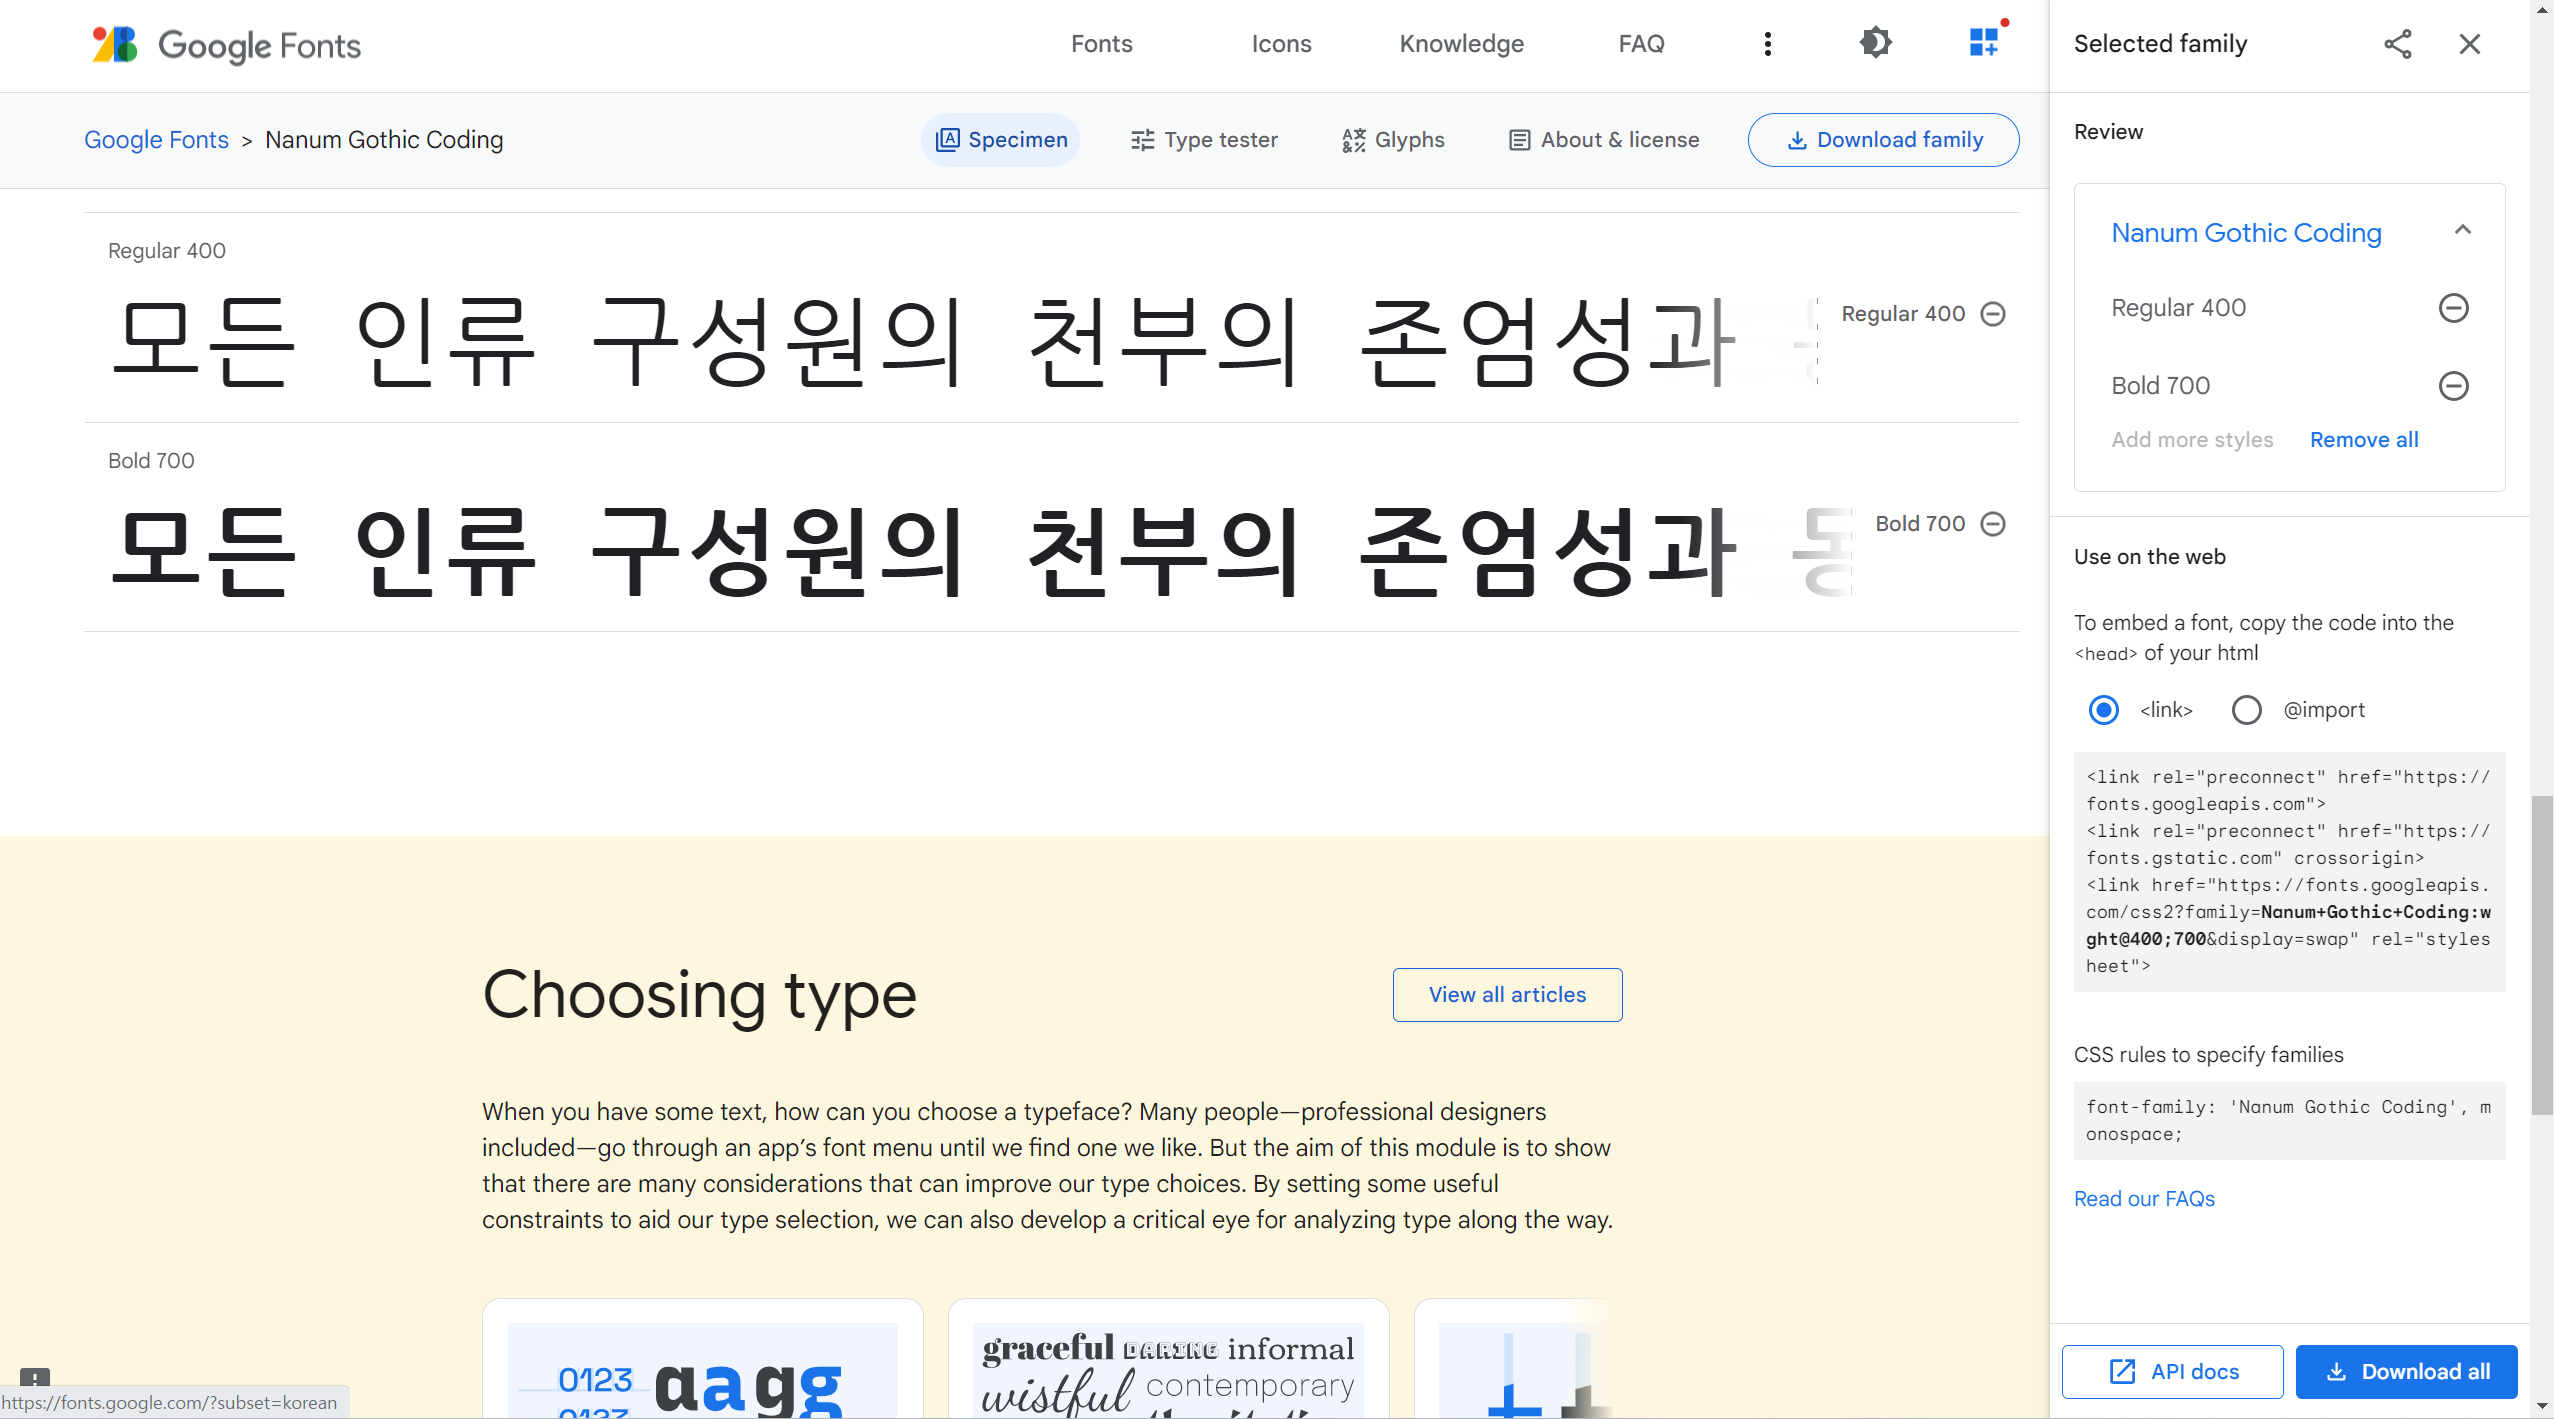 Google Fonts
Fonts
Icons
Knowledge
FAQ
Google Fonts > Nanum Gothic Coding
Specimen
Type tester
Glyphs
About & license
Download family
Regular 400
모든 인류 구성원의 천부의 존엄성과
Regular 400
Bold 700
모든 인류 구성원의 천부의 존엄성과 동
Bold 700
Choosing type
View all articles
When you have some text, how can you choose a typeface? Many people—professional designers
included—go through an app’s font menu until we find one we like. But the aim of this module is to show
that there are many considerations that can improve our type choices. By setting some useful
constraints to aid our type selection, we can also develop a critical eye for analyzing type along the way.
0123
aagg
graceful DARING informal
wistful contemporary
https://fonts.google.com/?subset=korean
Selected family
Review
Nanum Gothic Coding
Regular 400
Bold 700
Add more styles
Remove all
Use on the web
To embed a font, copy the code into the
<head> of your html
<link>
@import
<link rel="preconnect" href="https://
fonts.googleapis.com">
<link rel="preconnect" href="https://
fonts.gstatic.com" crossorigin>
<link href="https://fonts.googleapis.
com/css2?family=Nanum+Gothic+Coding:w
ght@400;700&display=swap" rel="styles
heet">
CSS rules to specify families
font-family: 'Nanum Gothic Coding', m
onospace;
Read our FAQs
API docs
Download all